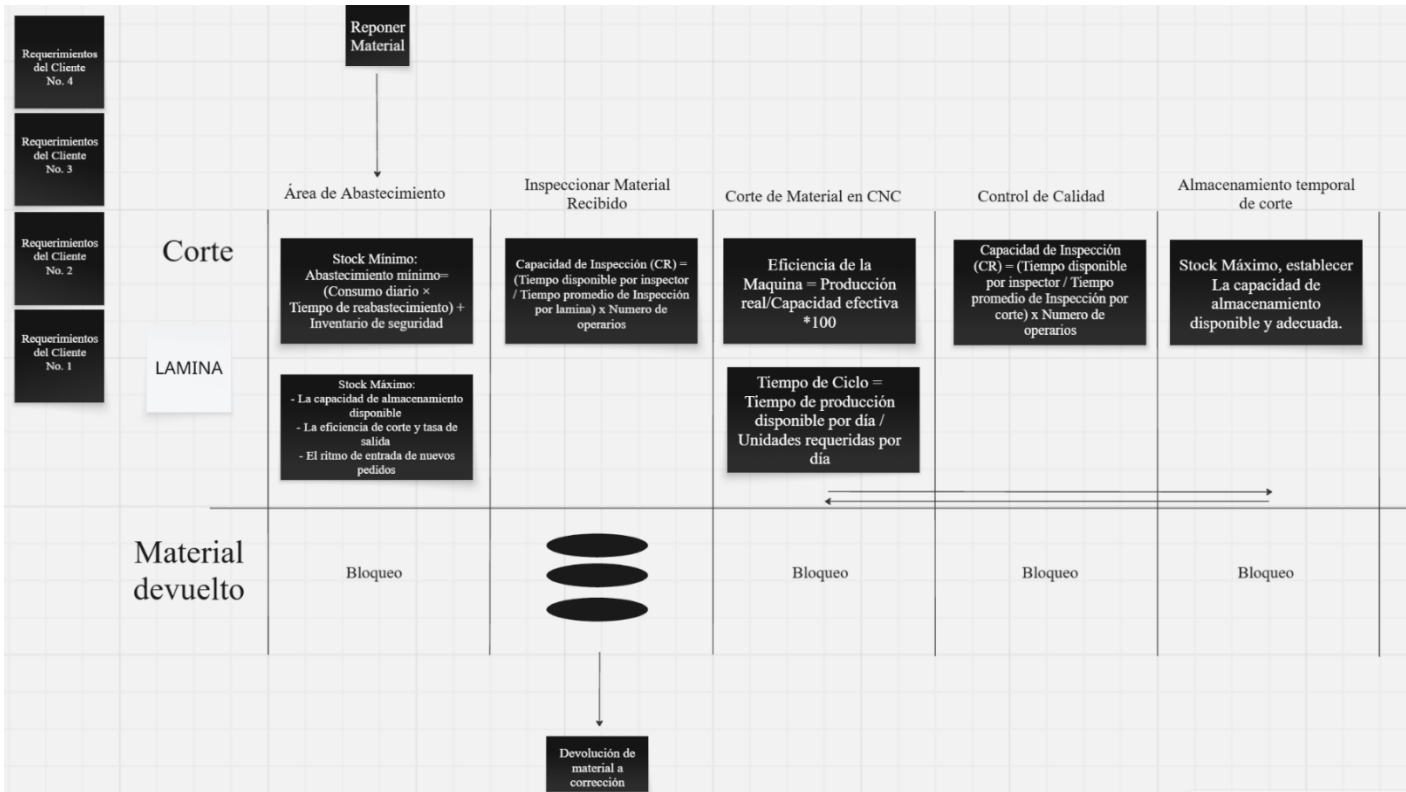 Reponer
Material
Requerimientos
del Cliente
No. 4
Requerimientos
del Cliente
No. 3
Requerimientos
del Cliente
No. 2
Requerimientos
del Cliente
No. 1
Área de Abastecimiento
Inspeccionar Material
Recibido
Corte de Material en CNC
Control de Calidad
Almacenamiento temporal
de corte
Corte
LAMINA
Stock Mínimo:
Abastecimiento mínimo=
(Consumo diario ×
Tiempo de reabastecimiento) +
Inventario de seguridad
Stock Máximo:
- La capacidad de almacenamiento
disponible
- La eficiencia de corte y tasa de
salida
- El ritmo de entrada de nuevos
pedidos
Capacidad de Inspección (CR) =
(Tiempo disponible por inspector
/ Tiempo promedio de Inspección
por lamina) x Numero de
operarios
Eficiencia de la
Maquina = Producción
real/Capacidad efectiva
*100
Tiempo de Ciclo =
Tiempo de producción
disponible por día /
Unidades requeridas por
día
Capacidad de Inspección
(CR) = (Tiempo disponible
por inspector / Tiempo
promedio de Inspección por
corte) x Numero de
operarios
Stock Máximo, establecer
La capacidad de
almacenamiento
disponible y adecuada.
Material
devuelto
Bloqueo
Bloqueo
Bloqueo
Bloqueo
Devolución de
material a
corrección